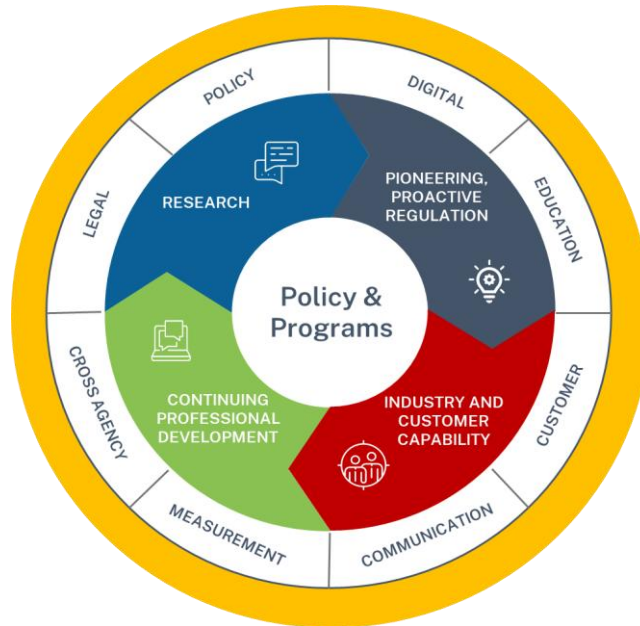 POLICY
DIGITAL
EDUCATION
CUSTOMER
COMMUNICATION
MEASUREMENT
CROSS AGENCY
LEGAL
RESEARCH
PIONEERING,
PROACTIVE
REGULATION
INDUSTRY AND
CUSTOMER
CAPABILITY
CONTINUING
PROFESSIONAL
DEVELOPMENT
Policy &
Programs